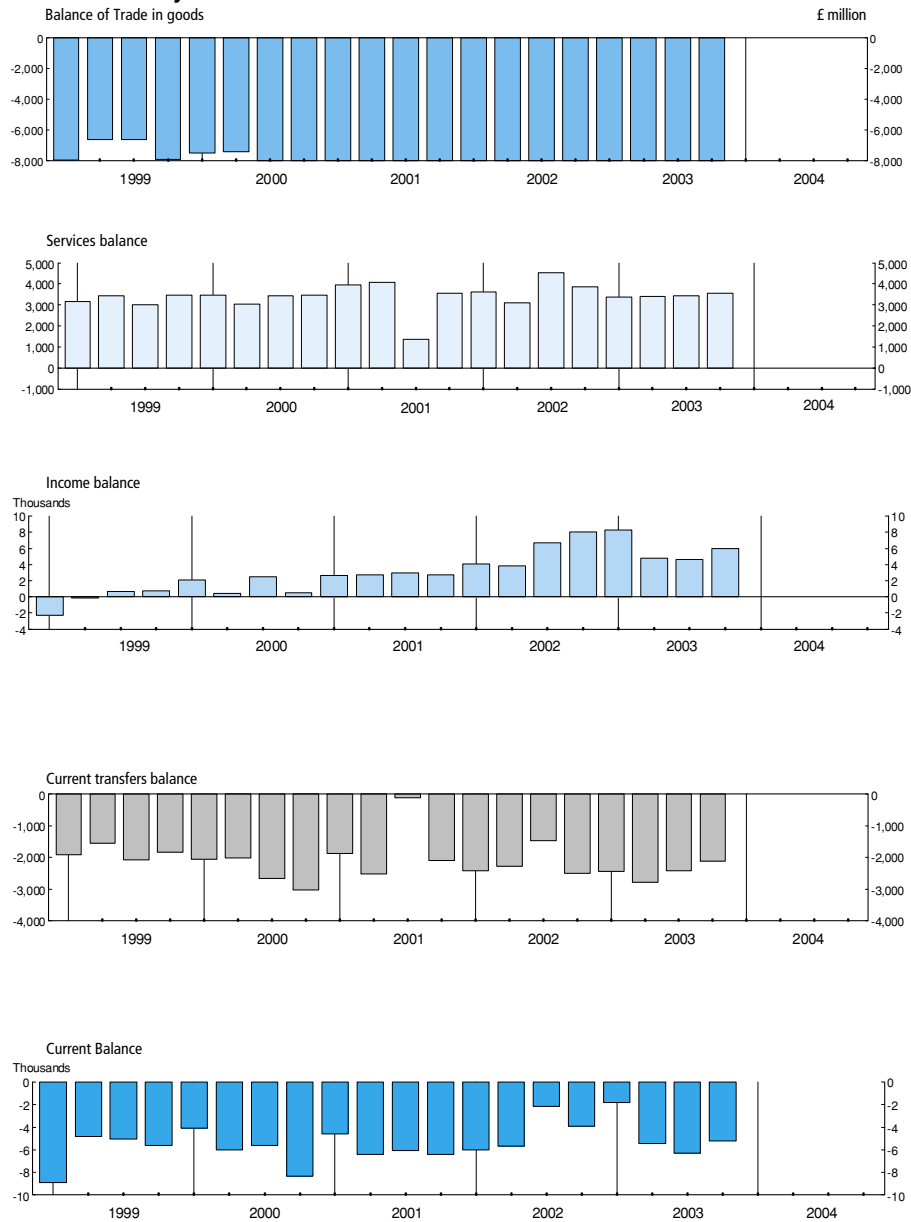 Balance of Trade in goods £ million
0 0
-2,000 -2,000
-4,000 -4,000
-6,000 -6,000
-8,000 -8,000
1999 2000 2001 2002 2003 2004
Services balance
5,000 5,000
4,000 4,000
3,000 3,000
2,000 2,000
1,000 1,000
0 0
-1,000 -1,000
1999 2000 2001 2002 2003 2004
Income balance
Thousands
10 10
8 8
6 6
4 4
2 2
0 0
-2 -2
-4 -4
1999 2000 2001 2002 2003 2004
Current transfers balance
0 0
-1,000 -1,000
-2,000 -2,000
-3,000 -3,000
-4,000 -4,000
1999 2000 2001 2002 2003 2004
Current Balance
Thousands
0 0
-2 -2
-4 -4
-6 -6
-8 -8
-10 -10
1999 2000 2001 2002 2003 2004